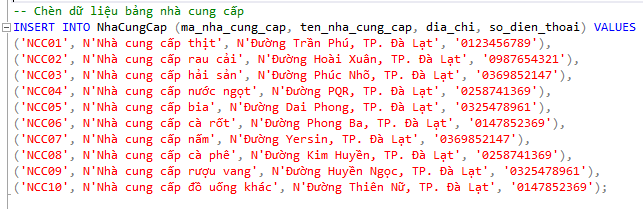 -- Chèn dữ liệu bảng nhà cung cấp
INSERT INTO NhaCungCap (ma_nha_cung_cap, ten_nha_cung_cap, dia_chi, so_dien_thoai) VALUES
('NCC01', N'Nhà cung cấp thịt', N'Đường Trần Phú, TP. Đà Lạt', '0123456789'),
('NCC02', N'Nhà cung cấp rau cải', N'Đường Hoài Xuân, TP. Đà Lạt', '0987654321'),
('NCC03', N'Nhà cung cấp hải sản', N'Đường Phúc Nhõ, TP. Đà Lạt', '0369852147'),
('NCC04', N'Nhà cung cấp nước ngọt', N'Đường PQR, TP. Đà Lạt', '0258741369'),
('NCC05', N'Nhà cung cấp bia', N'Đường Dai Phong, TP. Đà Lạt', '0325478961'),
('NCC06', N'Nhà cung cấp cà rốt', N'Đường Phong Ba, TP. Đà Lạt', '0147852369'),
('NCC07', N'Nhà cung cấp nấm', N'Đường Yersin, TP. Đà Lạt', '0369852147'),
('NCC08', N'Nhà cung cấp cà phê', N'Đường Kim Huyền, TP. Đà Lạt', '0258741369'),
('NCC09', N'Nhà cung cấp rượu vang', N'Đường Huyền Ngọc, TP. Đà Lạt', '0325478961'),
('NCC10', N'Nhà cung cấp đồ uống khác', N'Đường Thiên Nữ, TP. Đà Lạt', '0147852369');